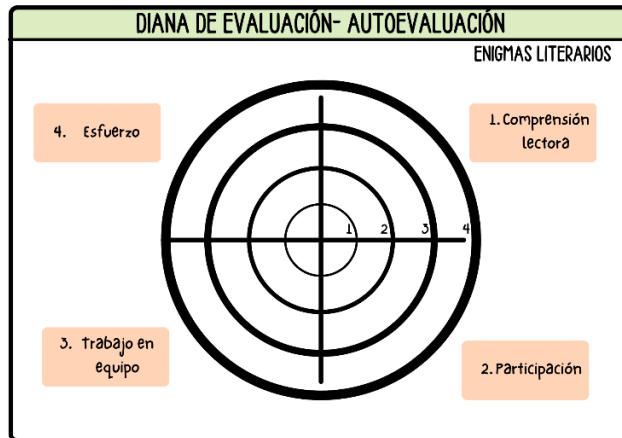 DIANA DE EVALUACIÓN- AUTOEVALUACIÓN
ENIGMAS LITERARIOS
4. Esfuerzo
1. Comprensión
lectora
1 2 3 4
3. Trabajo en
equipo
2. Participación